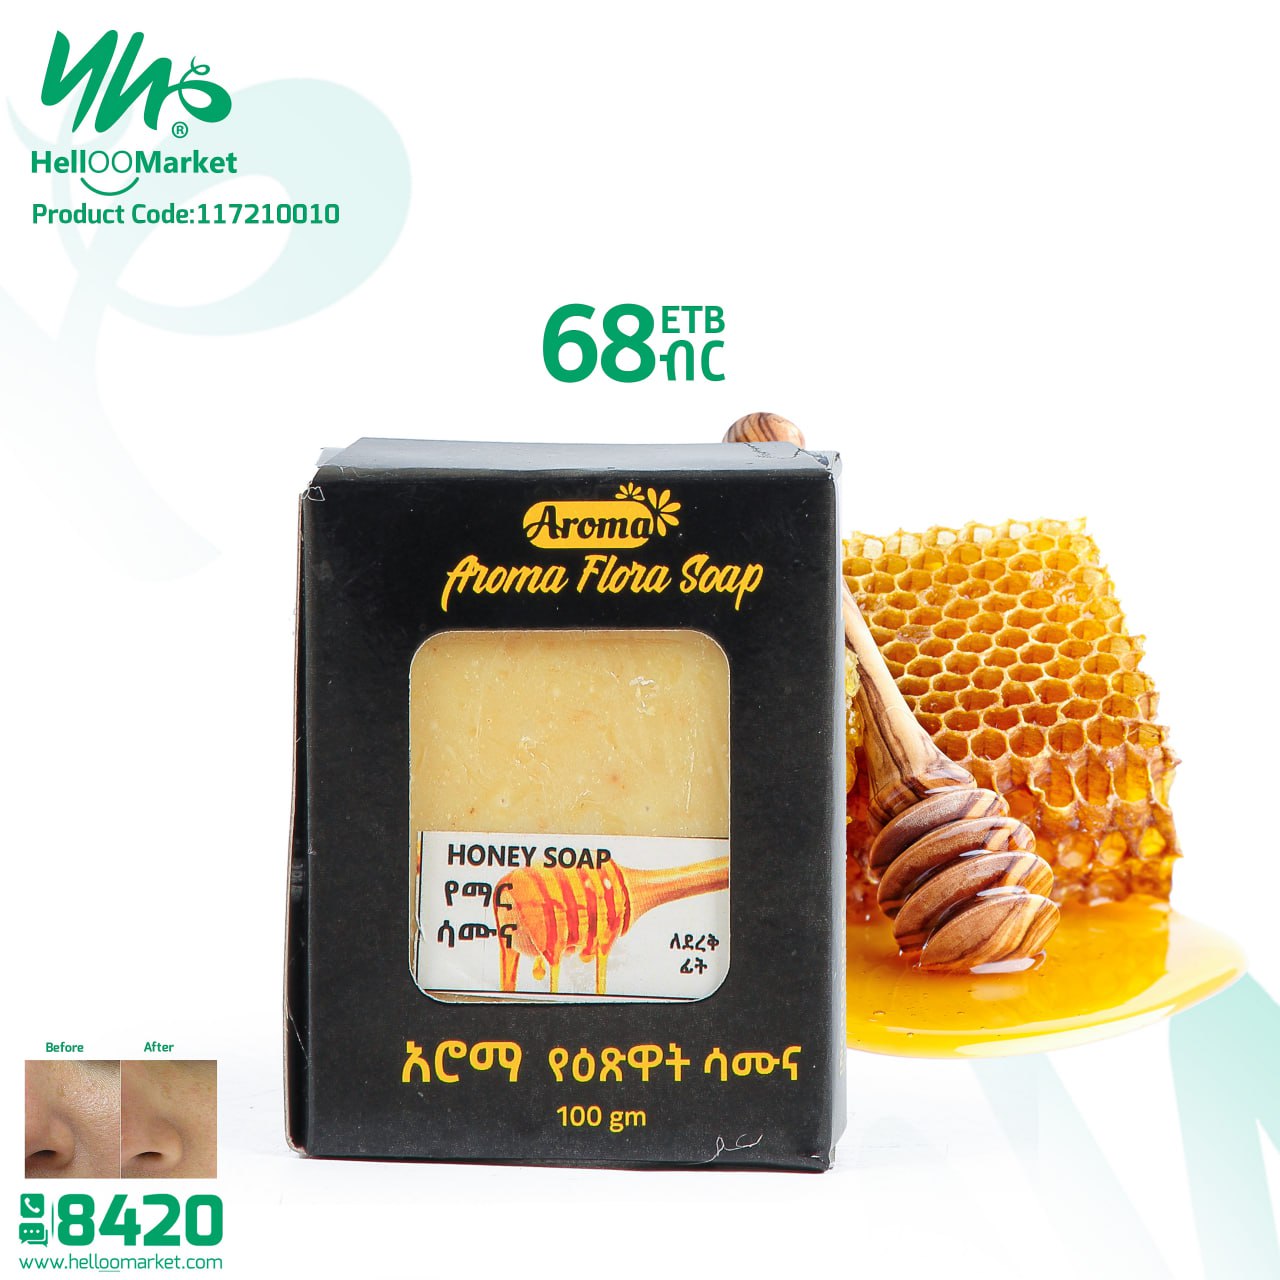 HellOOMarket
Product Code:117210010
68 ETB
ብር
Aroma
Aroma Flora Soap
HONEY SOAP
የማር
ሳሙና
ለደረቅ
ፊት
አሮማ የዕጽዋት ሳሙና
100 gm
Before
After
8420
www.helloomarket.com